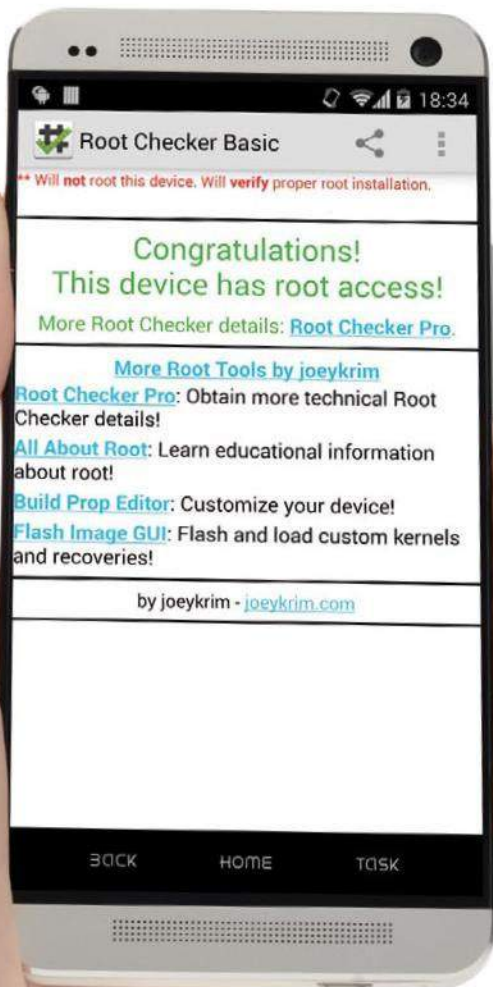 18:34
Root Checker Basic
** Will not root this device. Will verify proper root installation.
Congratulations!
This device has root access!
More Root Checker details: Root Checker Pro.
More Root Tools by joeykrim
Root Checker Pro: Obtain more technical Root
Checker details!
All About Root: Learn educational information
about root!
Build Prop Editor: Customize your device!
Flash Image GUI: Flash and load custom kernels
and recoveries!
by joeykrim - joeykrim.com
BACK HOME TASK